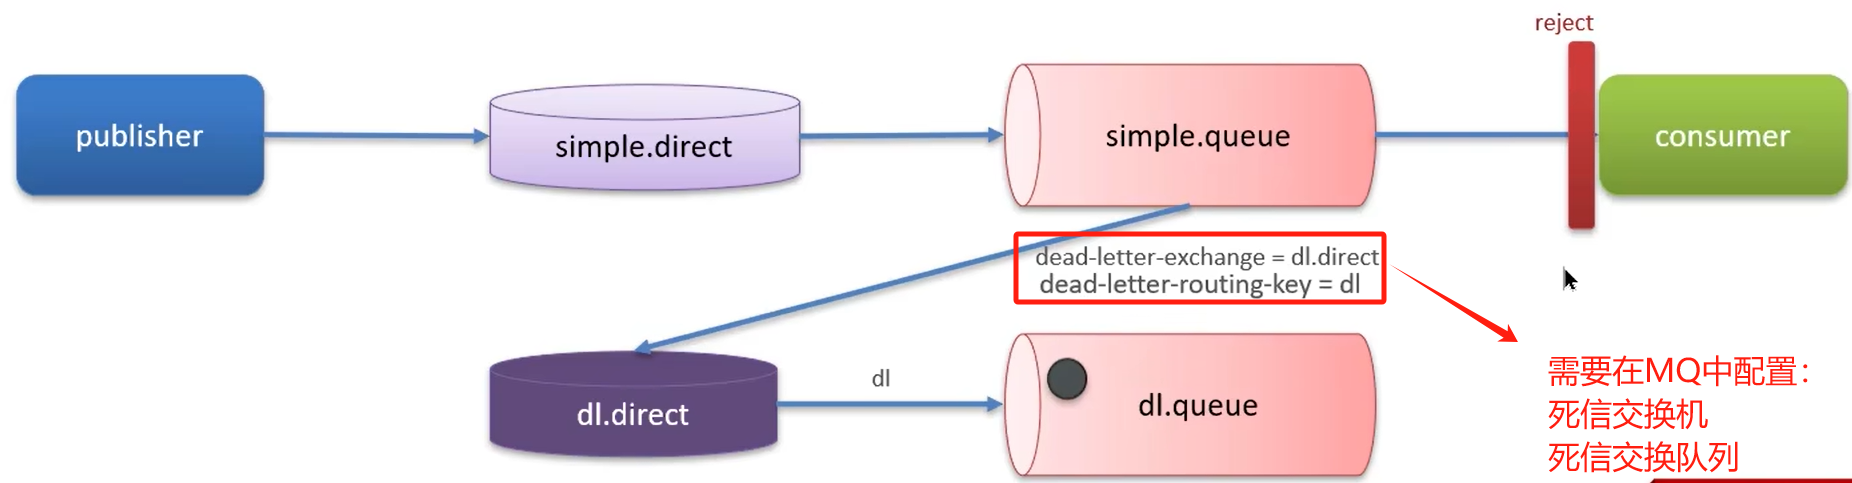 reject
publisher
simple.direct
simple.queue
consumer
dead-letter-exchange = dl.direct
dead-letter-routing-key = dl
需要在MQ中配置：
死信交换机
死信交换队列
dl.direct
dl
dl.queue